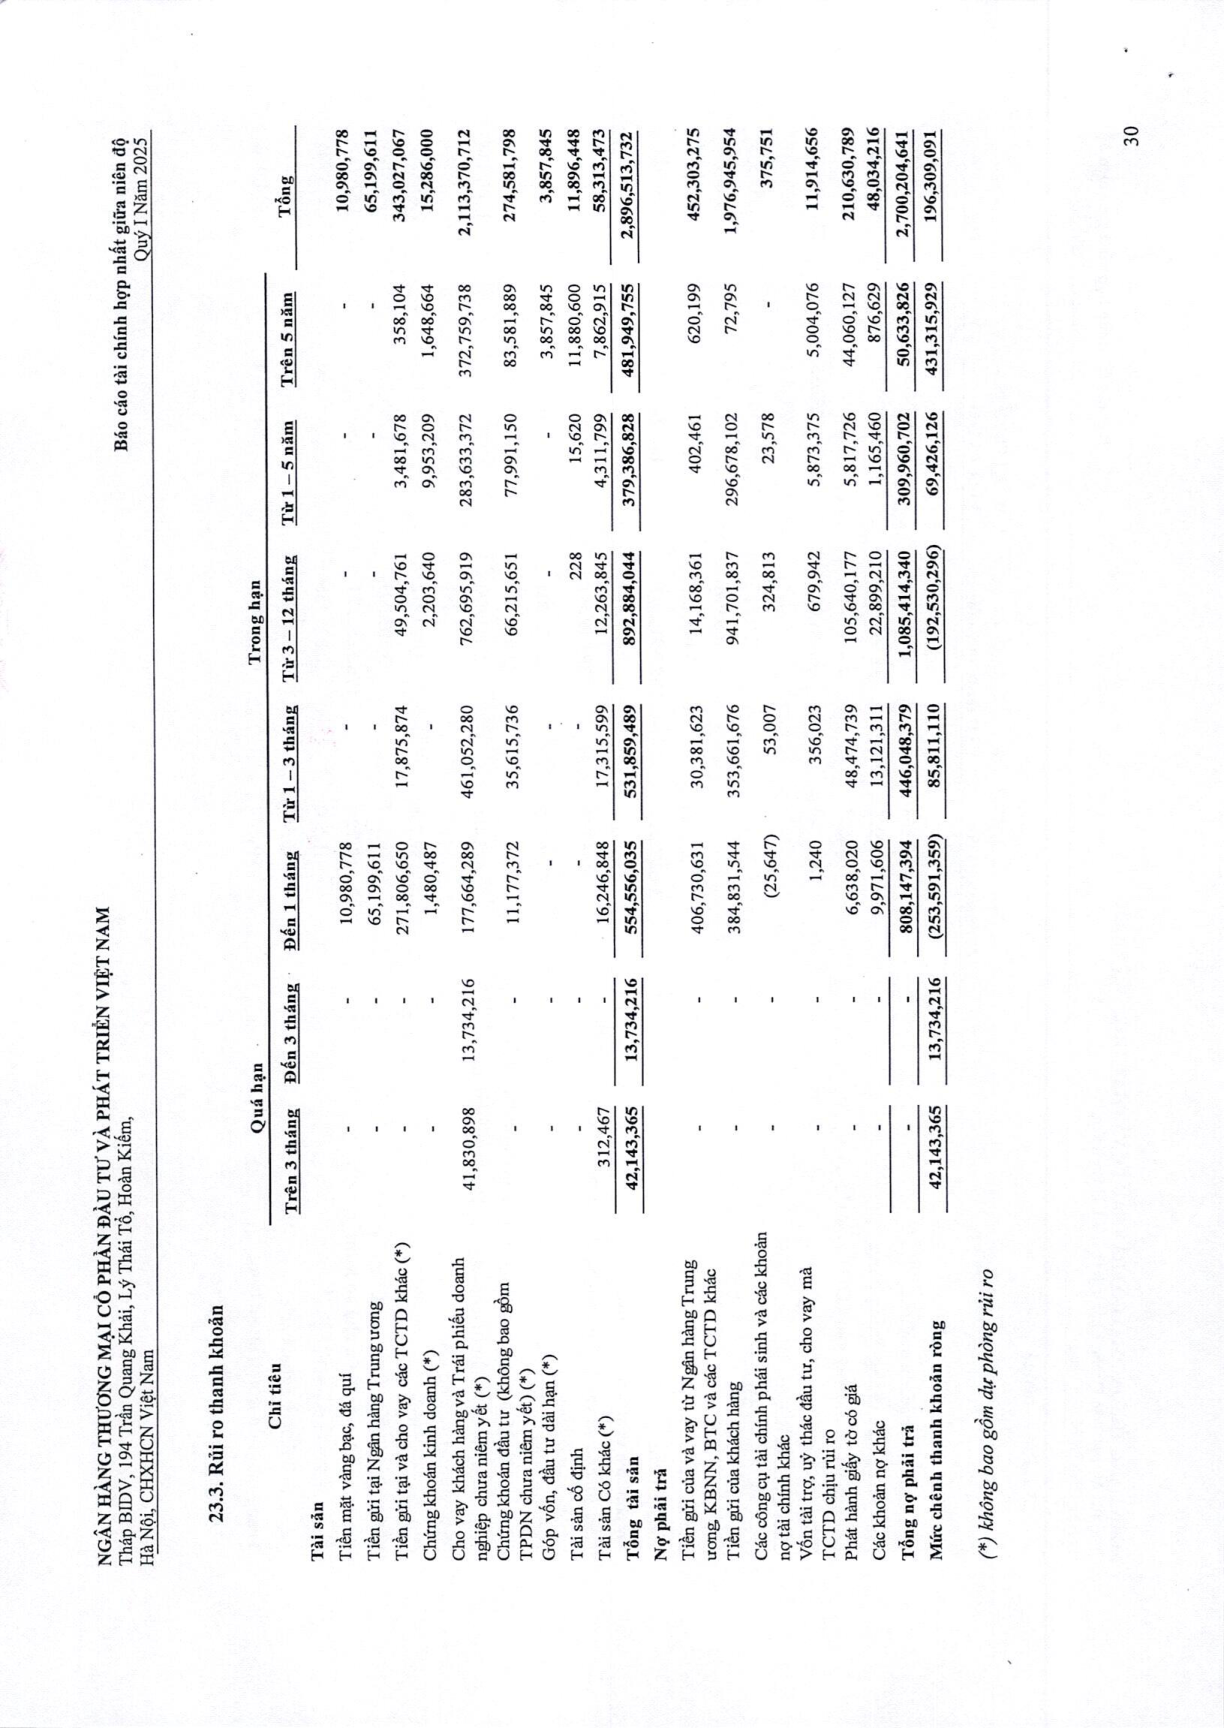 NGÂN HÀNG THƯƠNG MẠI CỔ PHẦN ĐẦU TƯ VÀ PHÁT TRIỂN VIỆT NAM
Tháp BIDV, 194 Trần Quang Khải, Lý Thái Tổ, Hoàn Kiếm,
Hà Nội, CHXHCN Việt Nam
Báo cáo tài chính hợp nhất giữa niên độ
Quý I Năm 2025
23.3. Rủi ro thanh khoản
Quá hạn Trong hạn
Chỉ tiêu Trên 3 tháng Đến 3 tháng Đến 1 tháng Từ 1 – 3 tháng Từ 3 – 12 tháng Từ 1 – 5 năm Trên 5 năm Tổng
Tài sản
Tiền mặt vàng bạc, đá quí - - 10,980,778 - - - - 10,980,778
Tiền gửi tại Ngân hàng Trung ương - - 65,199,611 - - - - 65,199,611
Tiền gửi tại và cho vay các TCTD khác (*) - - 271,806,650 17,875,874 49,504,761 3,481,678 358,104 343,027,067
Chứng khoán kinh doanh (*) - - 1,480,487 - 2,203,640 9,953,209 1,648,664 15,286,000
Cho vay khách hàng và Trái phiếu doanh
nghiệp chưa niêm yết (*) 41,830,898 13,734,216 177,664,289 461,052,280 762,695,919 283,633,372 372,759,738 2,113,370,712
Chứng khoán đầu tư (không bao gồm
TPDN chưa niêm yết) (*) - - 11,177,372 35,615,736 66,215,651 77,991,150 83,581,889 274,581,798
Góp vốn, đầu tư dài hạn (*) - - - - - - 3,857,845 3,857,845
Tài sản cố định - - - - 228 15,620 11,880,600 11,896,448
Tài sản Có khác (*) 312,467 - 16,246,848 17,315,599 12,263,845 4,311,799 7,862,915 58,313,473
Tổng tài sản 42,143,365 13,734,216 554,556,035 531,859,489 892,884,044 379,386,828 481,949,755 2,896,513,732
Nợ phải trả
Tiền gửi của và vay từ Ngân hàng Trung
ương, KBNN, BTC và các TCTD khác - - 406,730,631 30,381,623 14,168,361 402,461 620,199 452,303,275
Tiền gửi của khách hàng - - 384,831,544 353,661,676 941,701,837 296,678,102 72,795 1,976,945,954
Các công cụ tài chính phái sinh và các khoản
nợ tài chính khác - - (25,647) 53,007 324,813 23,578 - 375,751
Vốn tài trợ, uỷ thác đầu tư, cho vay mà
TCTD chịu rủi ro - - 1,240 356,023 679,942 5,873,375 5,004,076 11,914,656
Phát hành giấy tờ có giá - - 6,638,020 48,474,739 105,640,177 5,817,726 44,060,127 210,630,789
Các khoản nợ khác - - 9,971,606 13,121,311 22,899,210 1,165,460 876,629 48,034,216
Tổng nợ phải trả - - 808,147,394 446,048,379 1,085,414,340 309,960,702 50,633,826 2,700,204,641
Mức chênh thanh khoản ròng 42,143,365 13,734,216 (253,591,359) 85,811,110 (192,530,296) 69,426,126 431,315,929 196,309,091
(*) không bao gồm dự phòng rủi ro
30